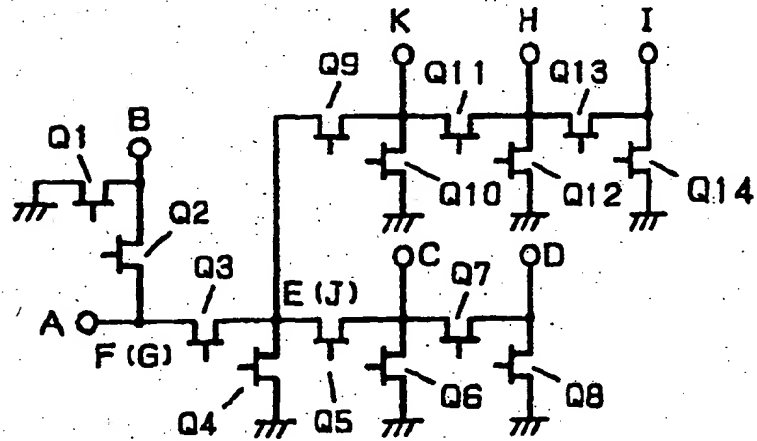 K H I
Q9 Q11 Q13
Q1 B
Q10 Q12 Q14
Q2
Q3 C Q7 D
E (J)
A
F (G)
Q4 Q5 Q6 Q8